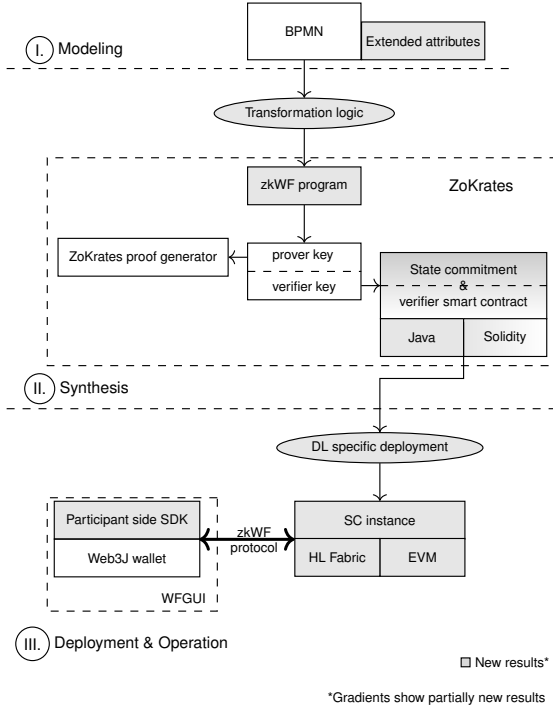 BPMN
Extended attributes
I. Modeling
Transformation logic
zkWF program
ZoKrates
ZoKrates proof generator
prover key
verifier key
State commitment
&
verifier smart contract
Java
Solidity
II. Synthesis
DL specific deployment
Participant side SDK
Web3J wallet
WFGUI
zkWF
protocol
SC instance
HL Fabric
EVM
III. Deployment & Operation
New results*
*Gradients show partially new results